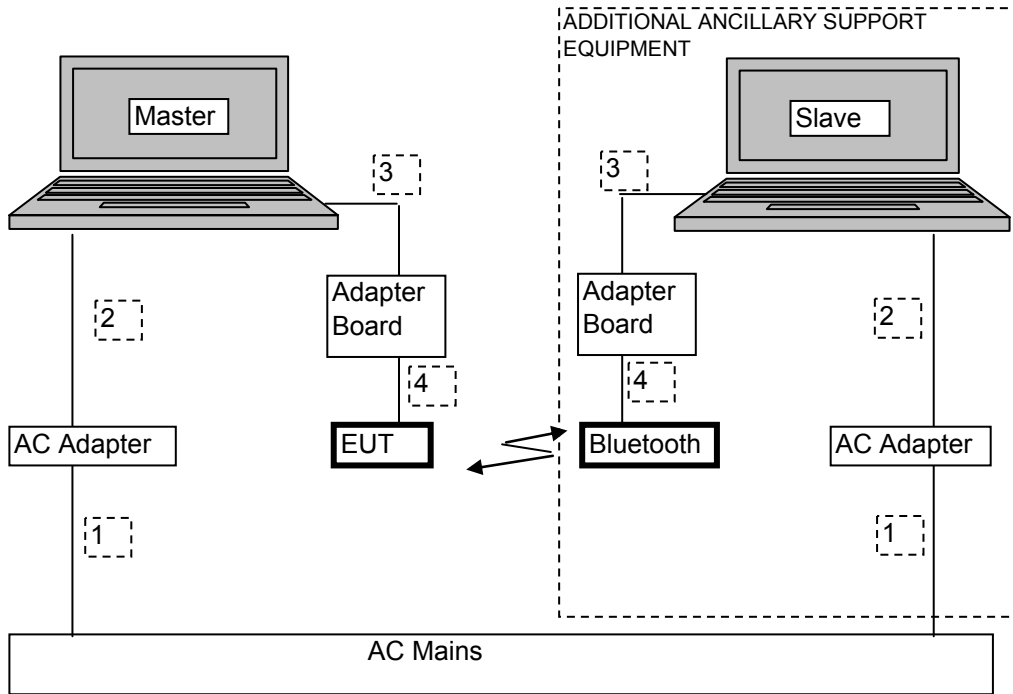 ADDITIONAL ANCILLARY SUPPORT
EQUIPMENT
Master
Slave
3
3
Adapter
Board
Adapter
Board
2
2
4
4
AC Adapter
EUT
Bluetooth
AC Adapter
1
1
AC Mains